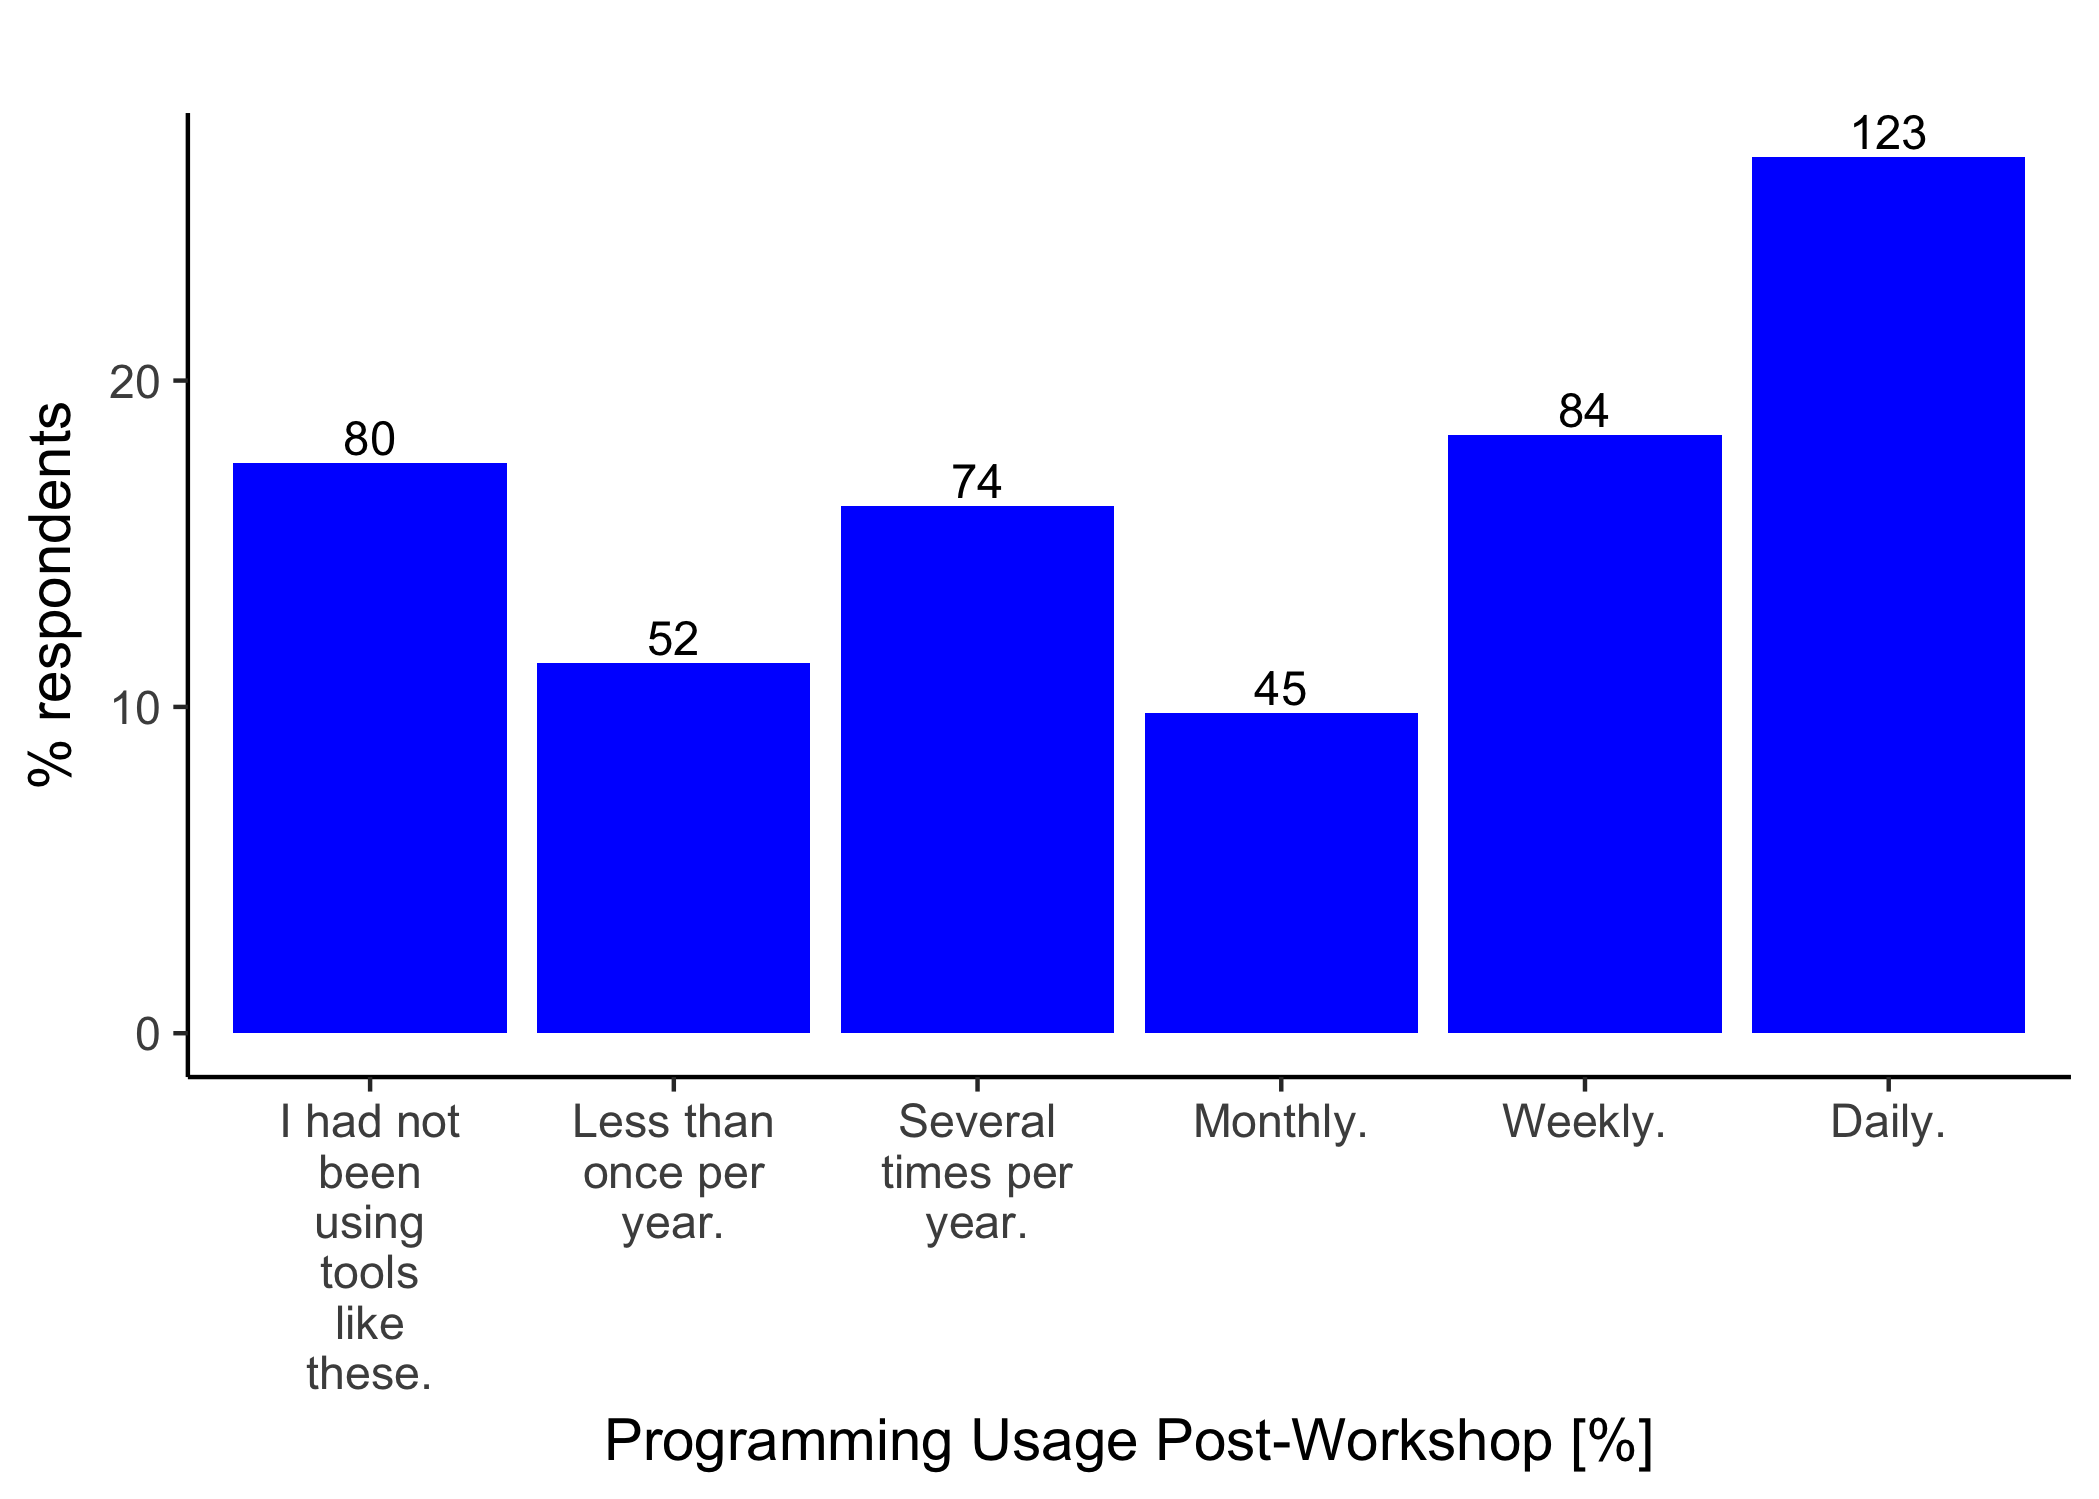 % respondents
20
10
0
80
52
74
45
84
123
I had not
been
using
tools
like
these.
Less than
once per
year.
Several
times per
year.
Monthly.
Weekly.
Daily.
Programming Usage Post-Workshop [%]